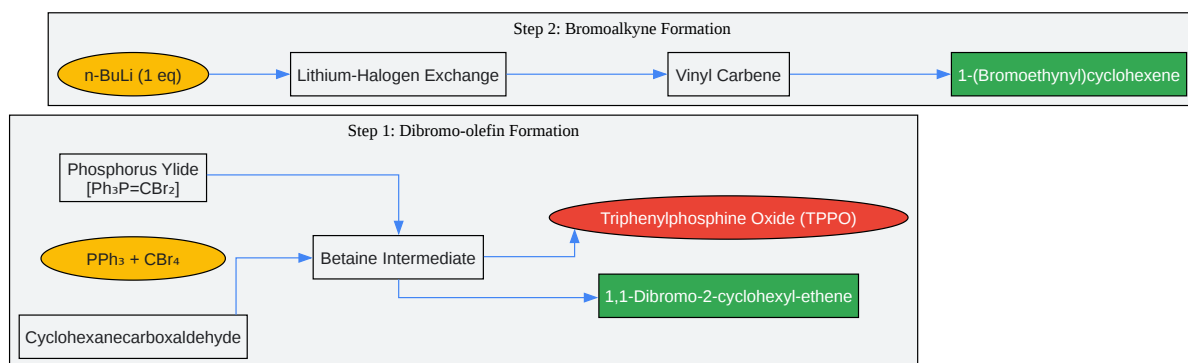 Step 2: Bromoalkyne Formation
n-BuLi (1 eq)
Lithium-Halogen Exchange
Vinyl Carbene
1-(Bromoethynyl)cyclohexene
Step 1: Dibromo-olefin Formation
Phosphorus Ylide
[Ph₃P=CBr₂]
Triphenylphosphine Oxide (TPPO)
PPh₃ + CBr₄
Betaine Intermediate
1,1-Dibromo-2-cyclohexyl-ethene
Cyclohexanecarboxaldehyde